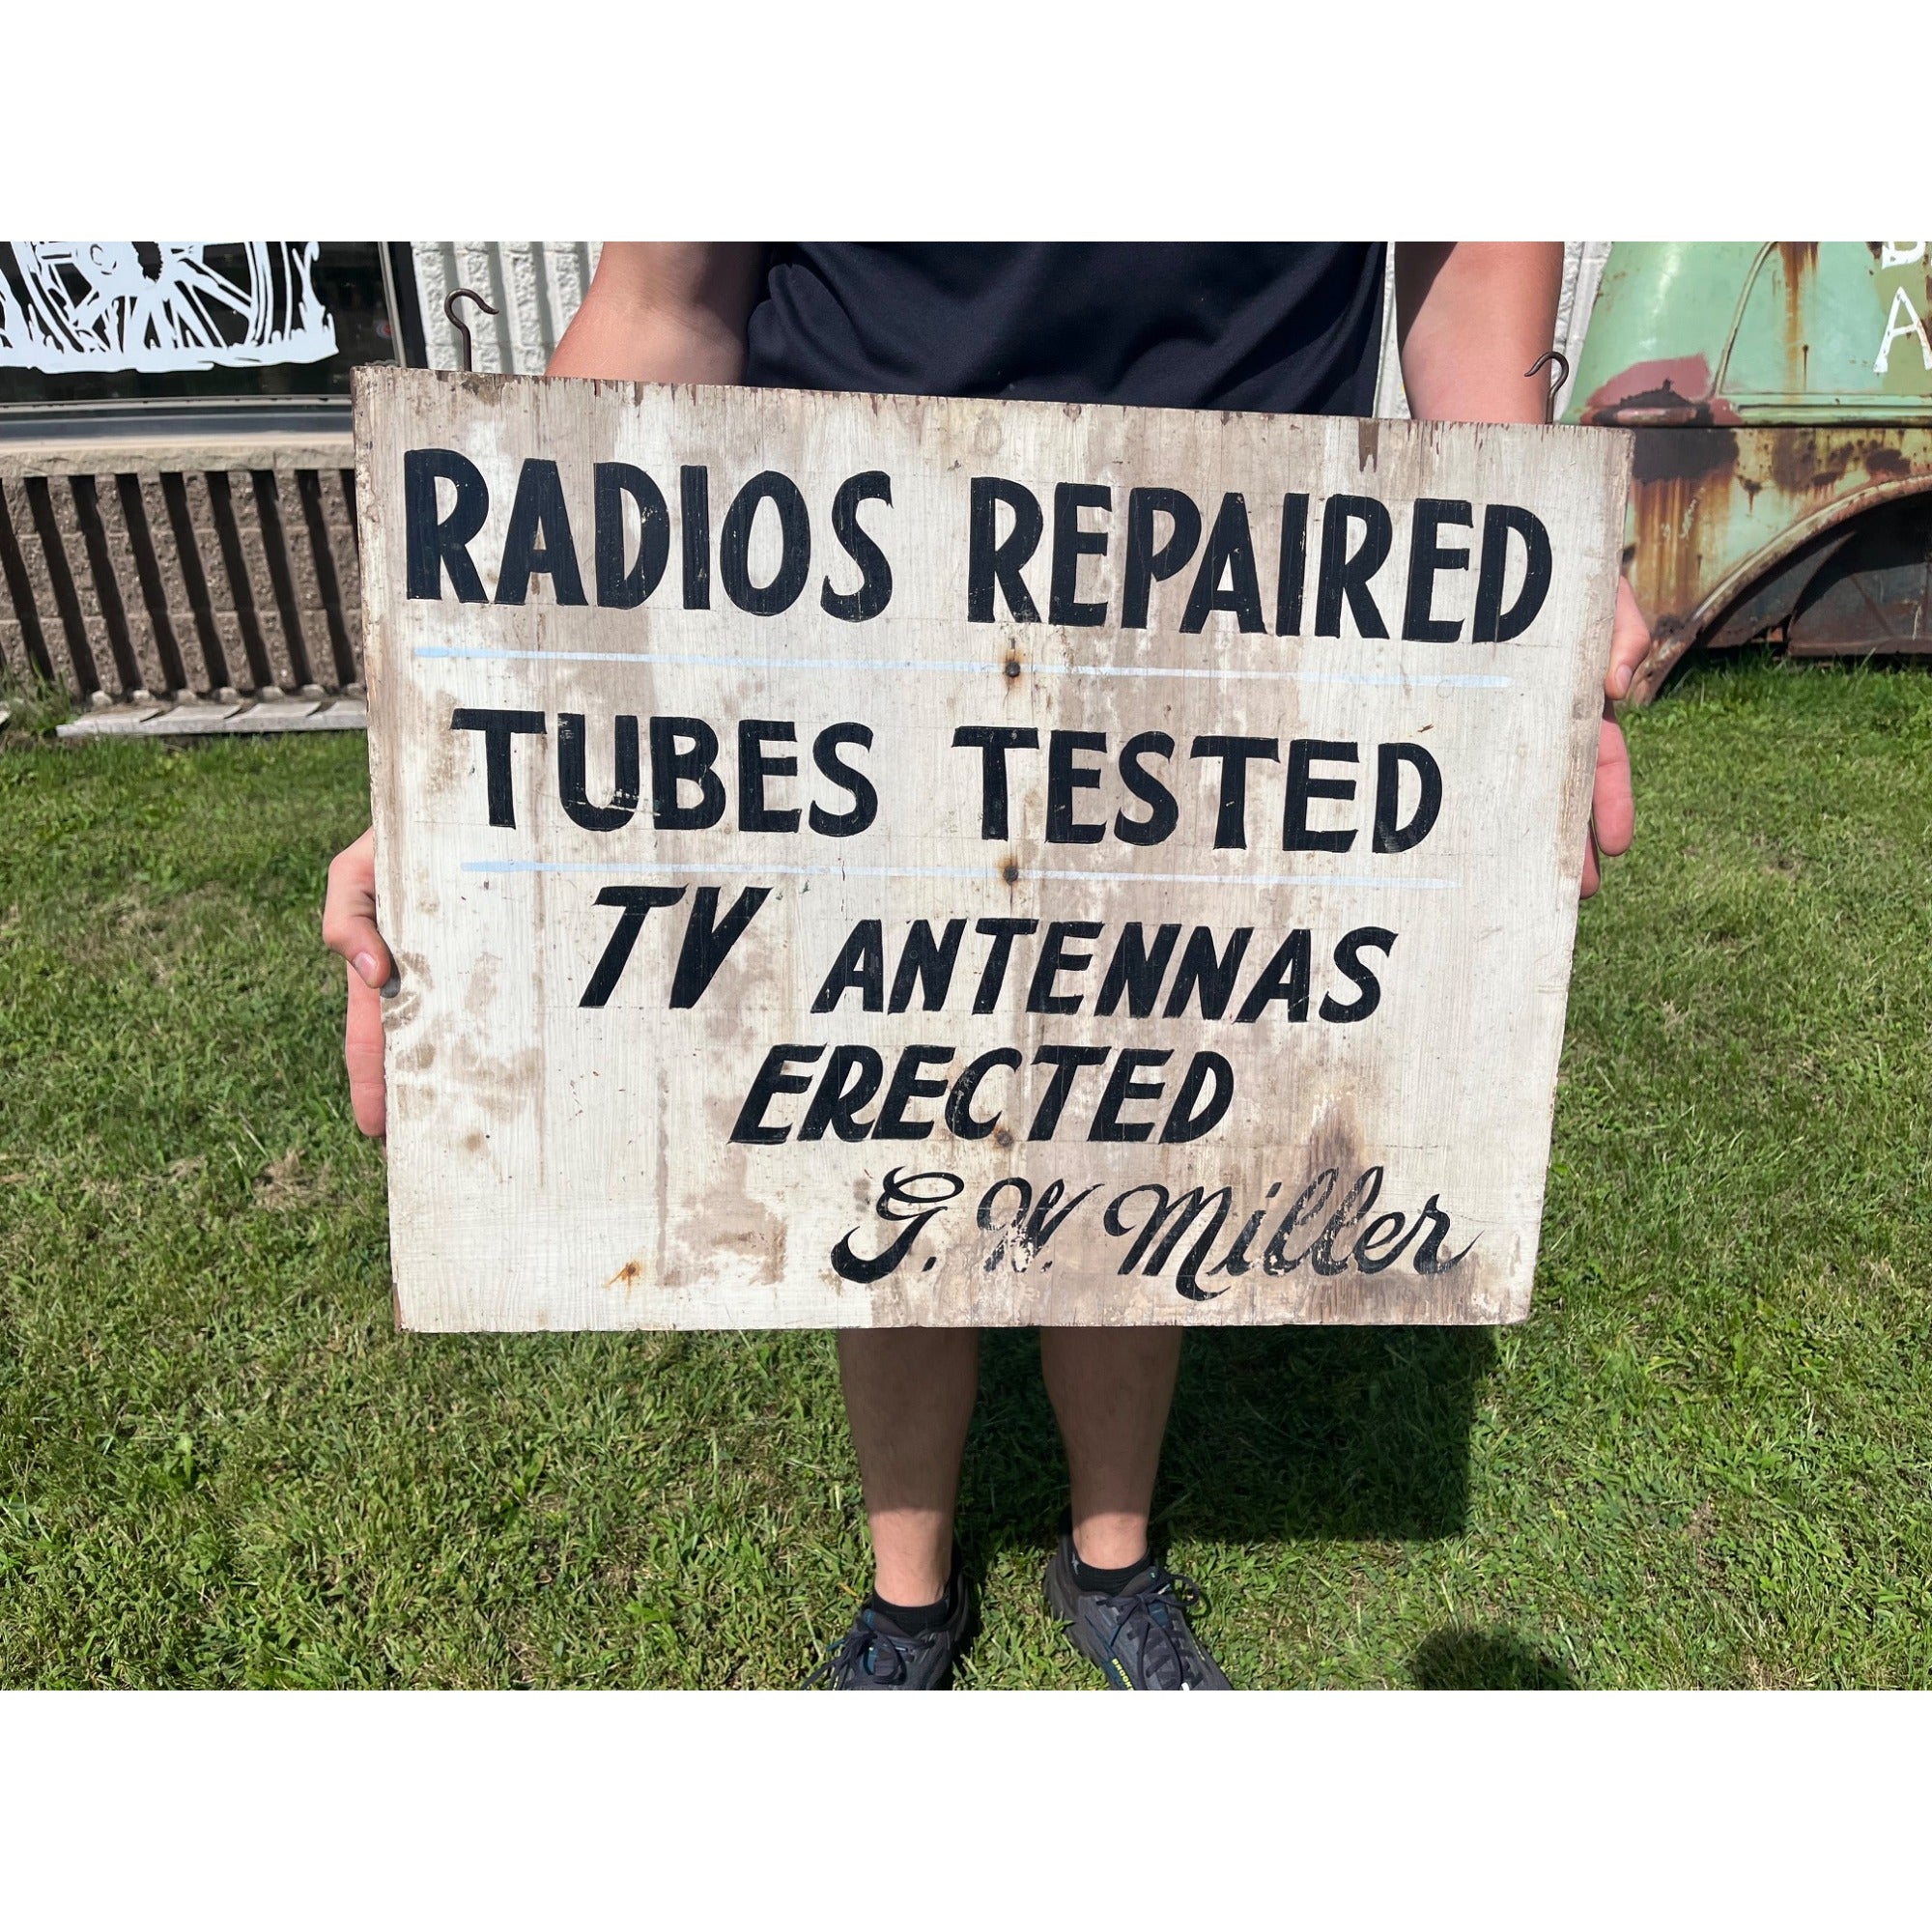 RADIOS REPAIRED
TUBES TESTED
TV ANTENNAS
ERECTED
G. W. Miller